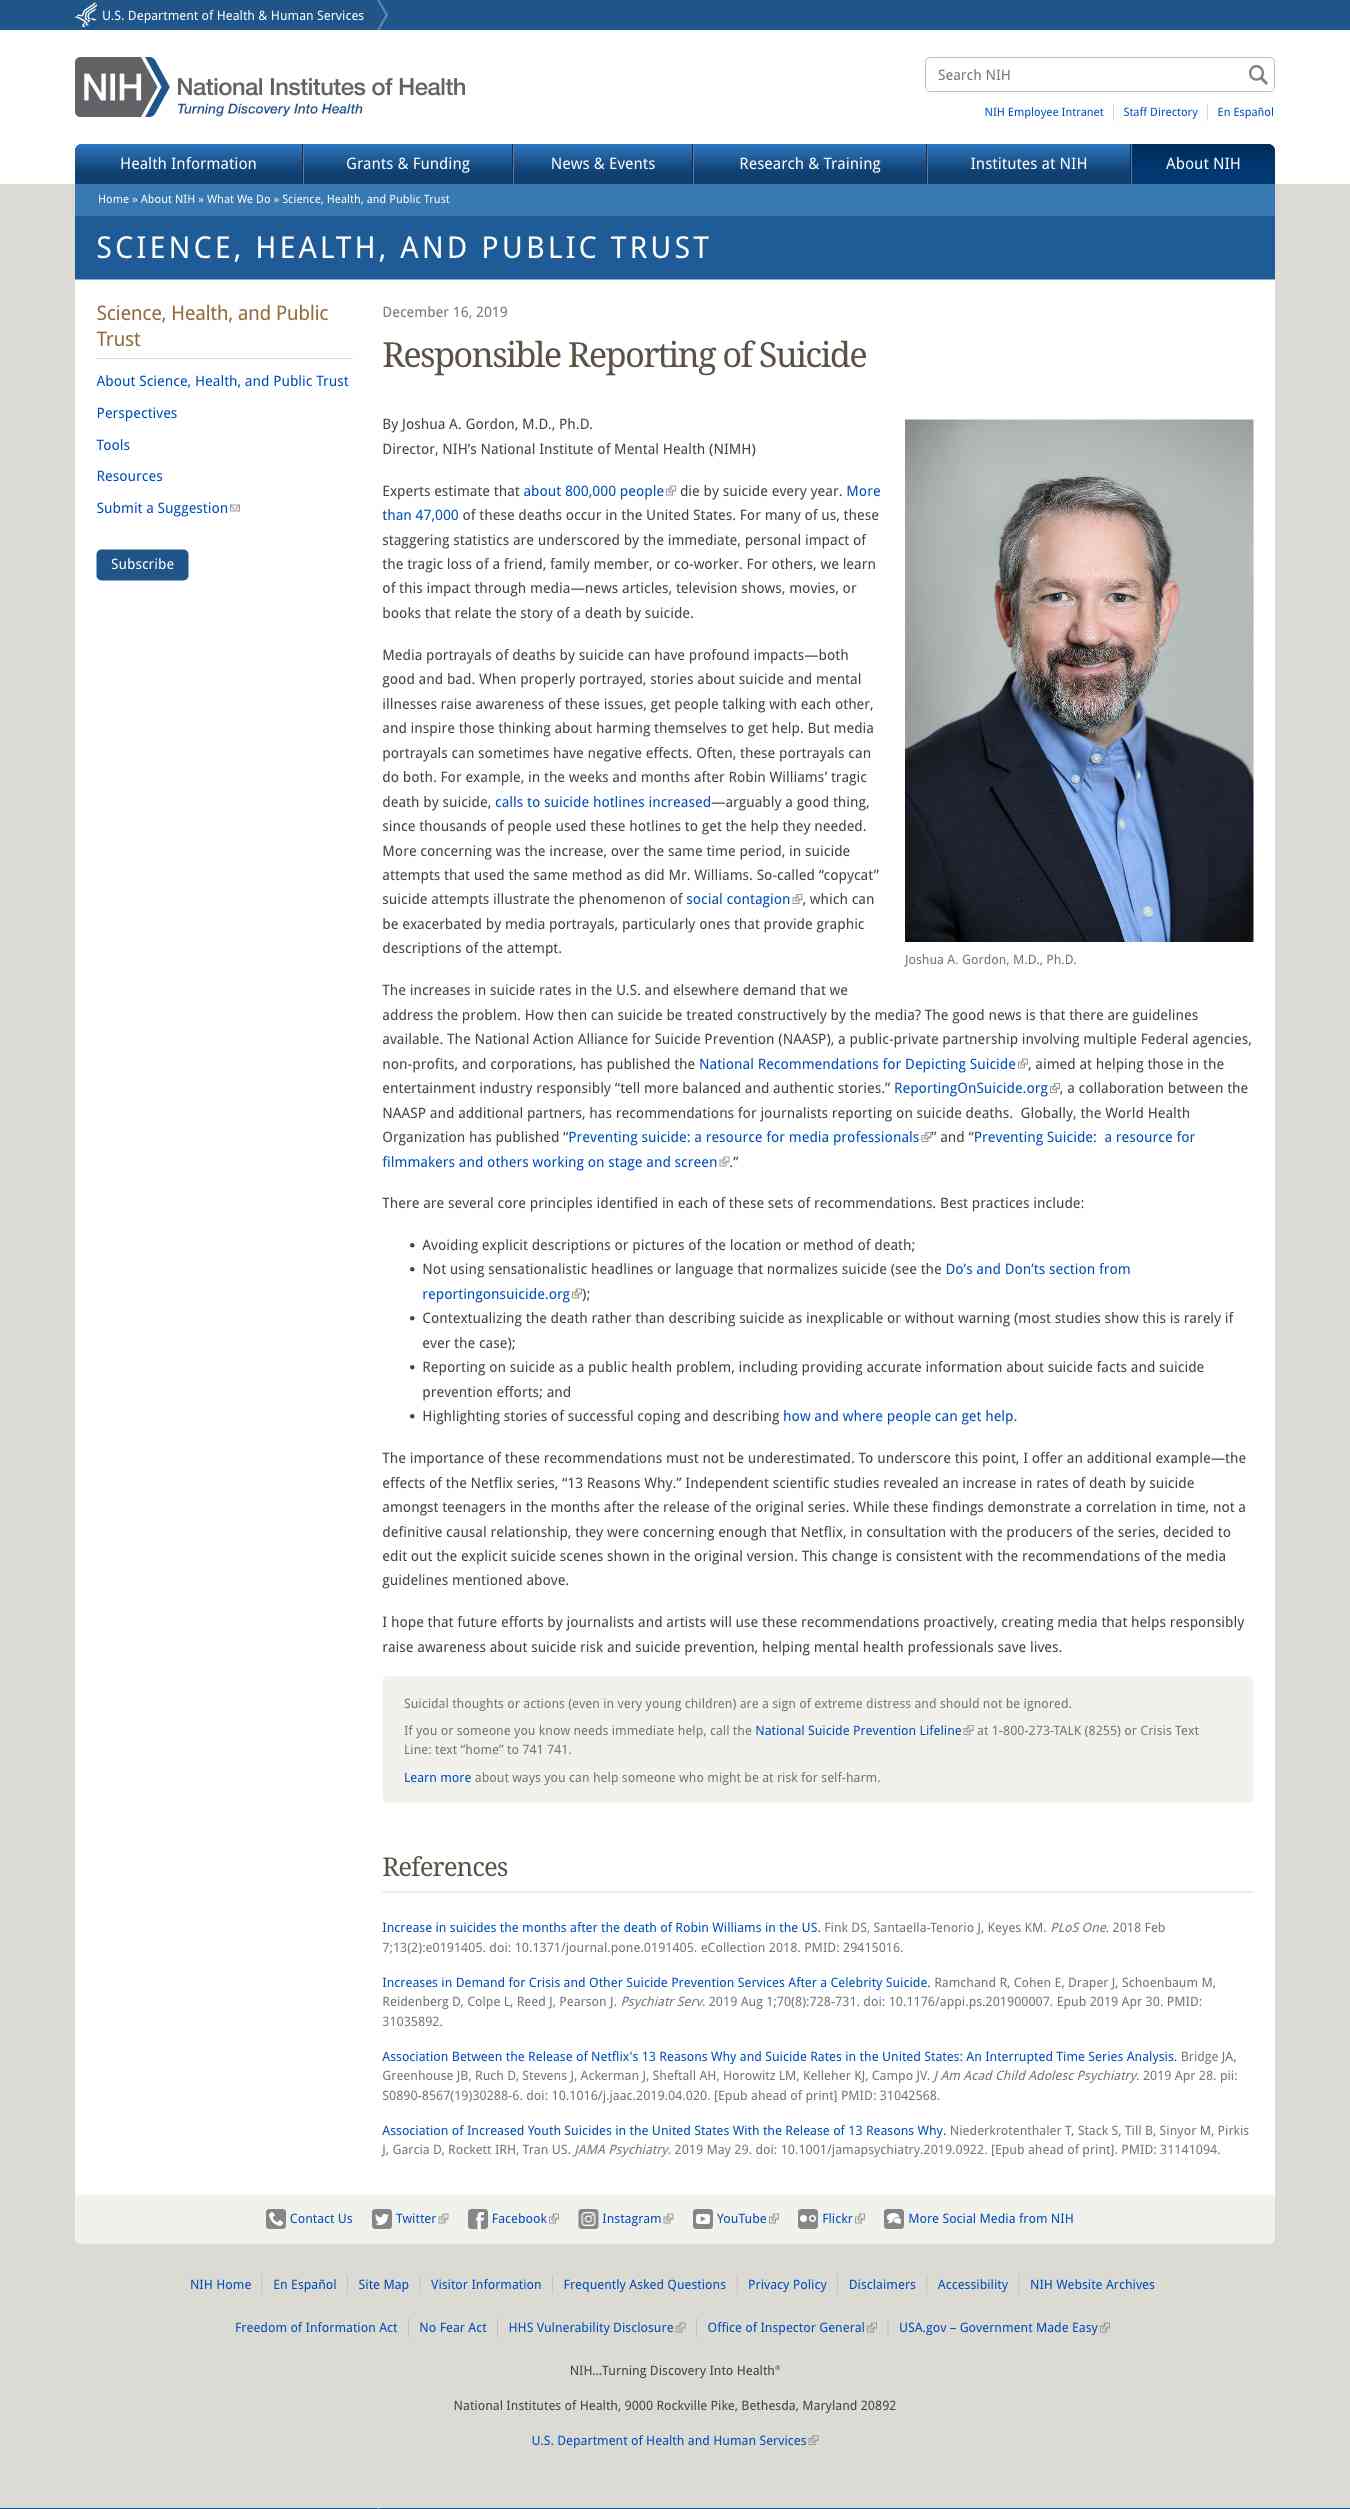 U.S. Department of Health & Human Services
NIH National Institutes of Health
Turning Discovery Into Health
Search NIH
NIH Employee Intranet
Staff Directory
En Español
Health Information
Grants & Funding
News & Events
Research & Training
Institutes at NIH
About NIH
Home » About NIH » What We Do » Science, Health, and Public Trust
SCIENCE, HEALTH, AND PUBLIC TRUST
Science, Health, and Public
Trust
About Science, Health, and Public Trust
Perspectives
Tools
Resources
Submit a Suggestion
Subscribe
December 16, 2019
Responsible Reporting of Suicide
By Joshua A. Gordon, M.D., Ph.D.
Director, NIH’s National Institute of Mental Health (NIMH)
Experts estimate that about 800,000 people die by suicide every year. More
than 47,000 of these deaths occur in the United States. For many of us, these
staggering statistics are underscored by the immediate, personal impact of
the tragic loss of a friend, family member, or co-worker. For others, we learn
of this impact through media—news articles, television shows, movies, or
books that relate the story of a death by suicide.
Media portrayals of deaths by suicide can have profound impacts—both
good and bad. When properly portrayed, stories about suicide and mental
illnesses raise awareness of these issues, get people talking with each other,
and inspire those thinking about harming themselves to get help. But media
portrayals can sometimes have negative effects. Often, these portrayals can
do both. For example, in the weeks and months after Robin Williams’ tragic
death by suicide, calls to suicide hotlines increased—arguably a good thing,
since thousands of people used these hotlines to get the help they needed.
More concerning was the increase, over the same time period, in suicide
attempts that used the same method as did Mr. Williams. So-called “copycat”
suicide attempts illustrate the phenomenon of social contagion, which can
be exacerbated by media portrayals, particularly ones that provide graphic
descriptions of the attempt.
Joshua A. Gordon, M.D., Ph.D.
The increases in suicide rates in the U.S. and elsewhere demand that we
address the problem. How then can suicide be treated constructively by the media? The good news is that there are guidelines
available. The National Action Alliance for Suicide Prevention (NAASP), a public-private partnership involving multiple Federal agencies,
non-profits, and corporations, has published the National Recommendations for Depicting Suicide, aimed at helping those in the
entertainment industry responsibly “tell more balanced and authentic stories.” ReportingOnSuicide.org, a collaboration between the
NAASP and additional partners, has recommendations for journalists reporting on suicide deaths.  Globally, the World Health
Organization has published “Preventing suicide: a resource for media professionals” and “Preventing Suicide:  a resource for
filmmakers and others working on stage and screen.”
There are several core principles identified in each of these sets of recommendations. Best practices include:
• Avoiding explicit descriptions or pictures of the location or method of death;
• Not using sensationalistic headlines or language that normalizes suicide (see the Do’s and Don’ts section from
reportingonsuicide.org);
• Contextualizing the death rather than describing suicide as inexplicable or without warning (most studies show this is rarely if
ever the case);
• Reporting on suicide as a public health problem, including providing accurate information about suicide facts and suicide
prevention efforts; and
• Highlighting stories of successful coping and describing how and where people can get help.
The importance of these recommendations must not be underestimated. To underscore this point, I offer an additional example—the
effects of the Netflix series, “13 Reasons Why.” Independent scientific studies revealed an increase in rates of death by suicide
amongst teenagers in the months after the release of the original series. While these findings demonstrate a correlation in time, not a
definitive causal relationship, they were concerning enough that Netflix, in consultation with the producers of the series, decided to
edit out the explicit suicide scenes shown in the original version. This change is consistent with the recommendations of the media
guidelines mentioned above.
I hope that future efforts by journalists and artists will use these recommendations proactively, creating media that helps responsibly
raise awareness about suicide risk and suicide prevention, helping mental health professionals save lives.
Suicidal thoughts or actions (even in very young children) are a sign of extreme distress and should not be ignored.
If you or someone you know needs immediate help, call the National Suicide Prevention Lifeline at 1-800-273-TALK (8255) or Crisis Text
Line: text “home” to 741 741.
Learn more about ways you can help someone who might be at risk for self-harm.
References
Increase in suicides the months after the death of Robin Williams in the US. Fink DS, Santaella-Tenorio J, Keyes KM. PLoS One. 2018 Feb
7;13(2):e0191405. doi: 10.1371/journal.pone.0191405. eCollection 2018. PMID: 29415016.
Increases in Demand for Crisis and Other Suicide Prevention Services After a Celebrity Suicide. Ramchand R, Cohen E, Draper J, Schoenbaum M,
Reidenberg D, Colpe L, Reed J, Pearson J. Psychiatr Serv. 2019 Aug 1;70(8):728-731. doi: 10.1176/appi.ps.201900007. Epub 2019 Apr 30. PMID:
31035892.
Association Between the Release of Netflix's 13 Reasons Why and Suicide Rates in the United States: An Interrupted Time Series Analysis. Bridge JA,
Greenhouse JB, Ruch D, Stevens J, Ackerman J, Sheftall AH, Horowitz LM, Kelleher KJ, Campo JV. J Am Acad Child Adolesc Psychiatry. 2019 Apr 28. pii:
S0890-8567(19)30288-6. doi: 10.1016/j.jaac.2019.04.020. [Epub ahead of print] PMID: 31042568.
Association of Increased Youth Suicides in the United States With the Release of 13 Reasons Why. Niederkrotenthaler T, Stack S, Till B, Sinyor M, Pirkis
J, Garcia D, Rockett IRH, Tran US. JAMA Psychiatry. 2019 May 29. doi: 10.1001/jamapsychiatry.2019.0922. [Epub ahead of print]. PMID: 31141094.
Contact Us
Twitter
Facebook
Instagram
YouTube
Flickr
More Social Media from NIH
NIH Home
En Español
Site Map
Visitor Information
Frequently Asked Questions
Privacy Policy
Disclaimers
Accessibility
NIH Website Archives
Freedom of Information Act
No Fear Act
HHS Vulnerability Disclosure
Office of Inspector General
USA.gov – Government Made Easy
NIH…Turning Discovery Into Health®
National Institutes of Health, 9000 Rockville Pike, Bethesda, Maryland 20892
U.S. Department of Health and Human Services